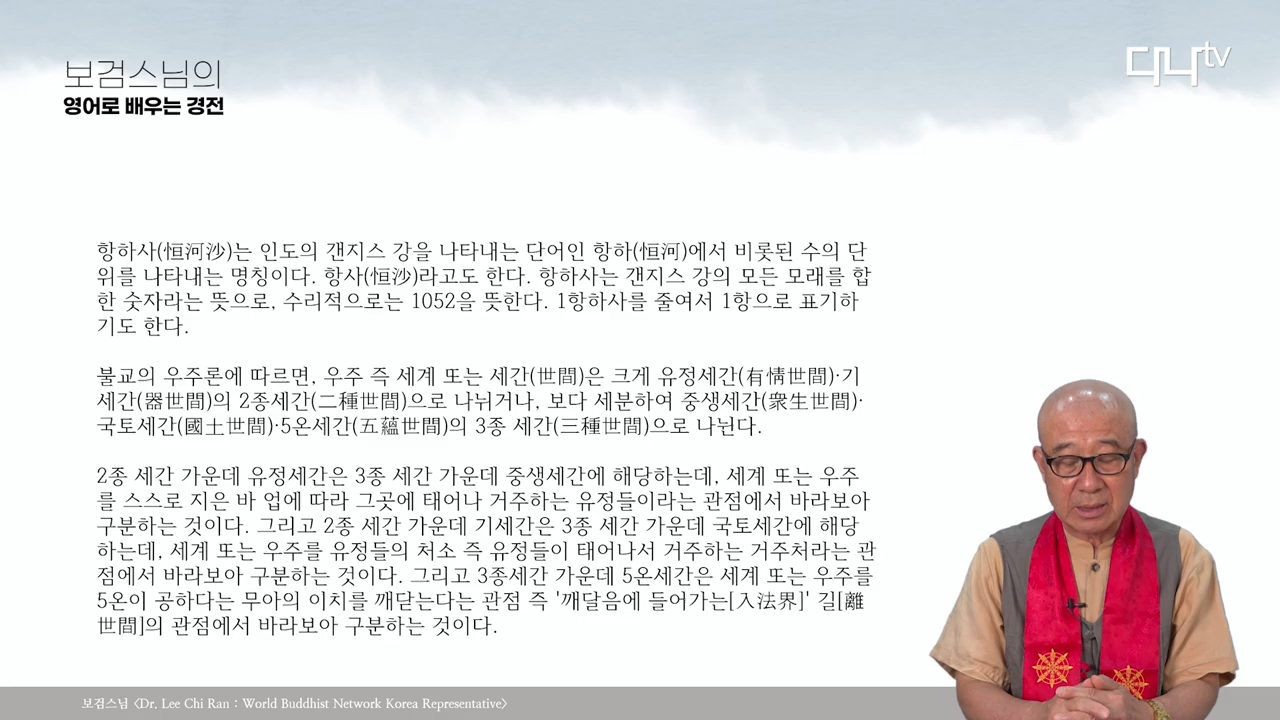 보검스님의
영어로 배우는 경전
다나tv
항하사(恒河沙)는 인도의 갠지스 강을 나타내는 단어인 항하(恒河)에서 비롯된 수의 단
위를 나타내는 명칭이다. 항사(恒沙)라고도 한다. 항하사는 갠지스 강의 모든 모래를 합
한 숫자라는 뜻으로, 수리적으로는 1052을 뜻한다. 1항하사를 줄여서 1항으로 표기하
기도 한다.
불교의 우주론에 따르면, 우주 즉 세계 또는 세간(世間)은 크게 유정세간(有情世間)·기
세간(器世間)의 2종세간(二種世間)으로 나뉘거나, 보다 세분하여 중생세간(衆生世間)·
국토세간(國土世間)·5온세간(五蘊世間)의 3종 세간(三種世間)으로 나뉜다.
2종 세간 가운데 유정세간은 3종 세간 가운데 중생세간에 해당하는데, 세계 또는 우주
를 스스로 지은 바 업에 따라 그곳에 태어나 거주하는 유정들이라는 관점에서 바라보아
구분하는 것이다. 그리고 2종 세간 가운데 기세간은 3종 세간 가운데 국토세간에 해당
하는데, 세계 또는 우주를 유정들의 처소 즉 유정들이 태어나서 거주하는 거주처라는 관
점에서 바라보아 구분하는 것이다. 그리고 3종세간 가운데 5온세간은 세계 또는 우주를
5온이 공하다는 무아의 이치를 깨닫는다는 관점 즉 '깨달음에 들어가는[入法界]' 길[離
世間]의 관점에서 바라보아 구분하는 것이다.
보검스님 <Dr. Lee Chi Ran : World Buddhist Network Korea Representative>